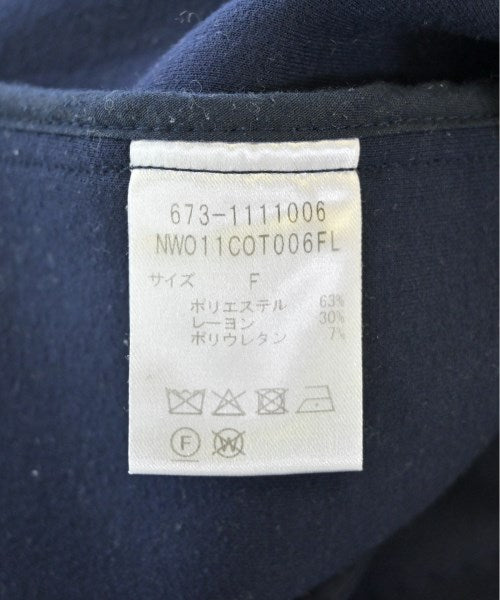 673-1111006
NW011COT006FL
サイズ F
ポリエステル 63%
レーヨン 30%
ポリウレタン 7%
F W